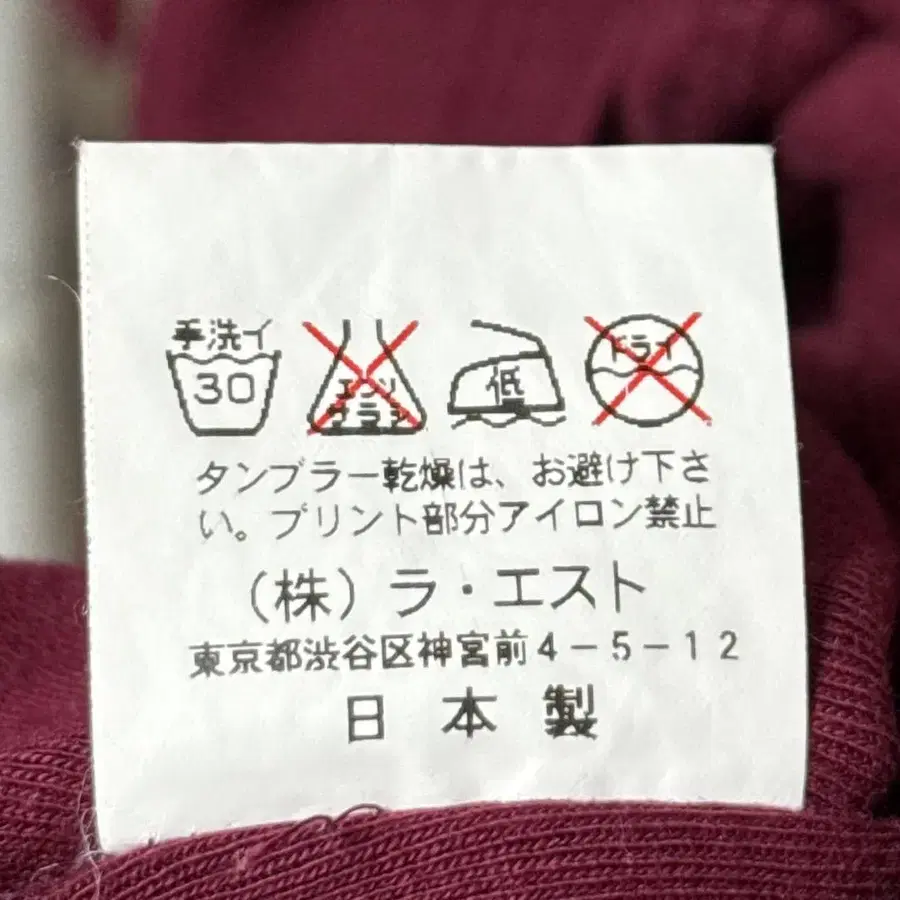 手洗イ
30
エンソ
サラシ
低
ドライ
タンブラー乾燥は、お避け下さ
い。プリント部分アイロン禁止
(株)ラ・エスト
東京都渋谷区神宮前4-5-12
日本製